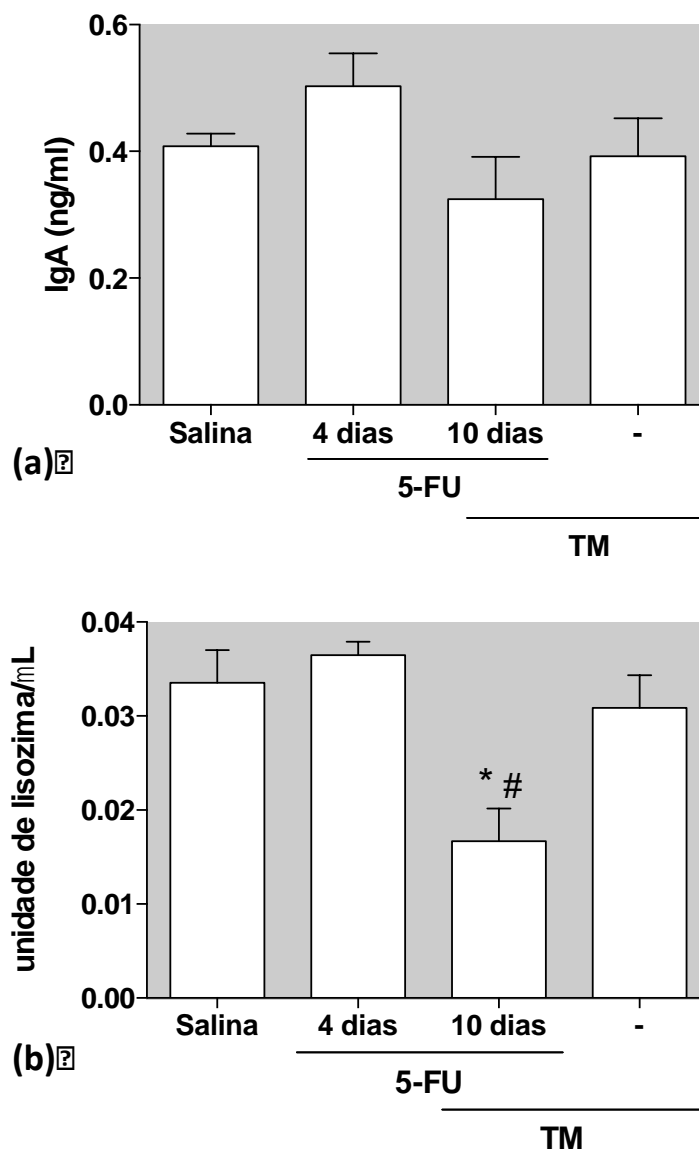 0.6
0.4
0.2
0.0
IgA (ng/ml)
Salina 4 dias 10 dias -
(a)
5-FU
TM
0.04
0.03
0.02
0.01
0.00
unidade de lisozima/mL
* #
Salina 4 dias 10 dias -
(b)
5-FU
TM